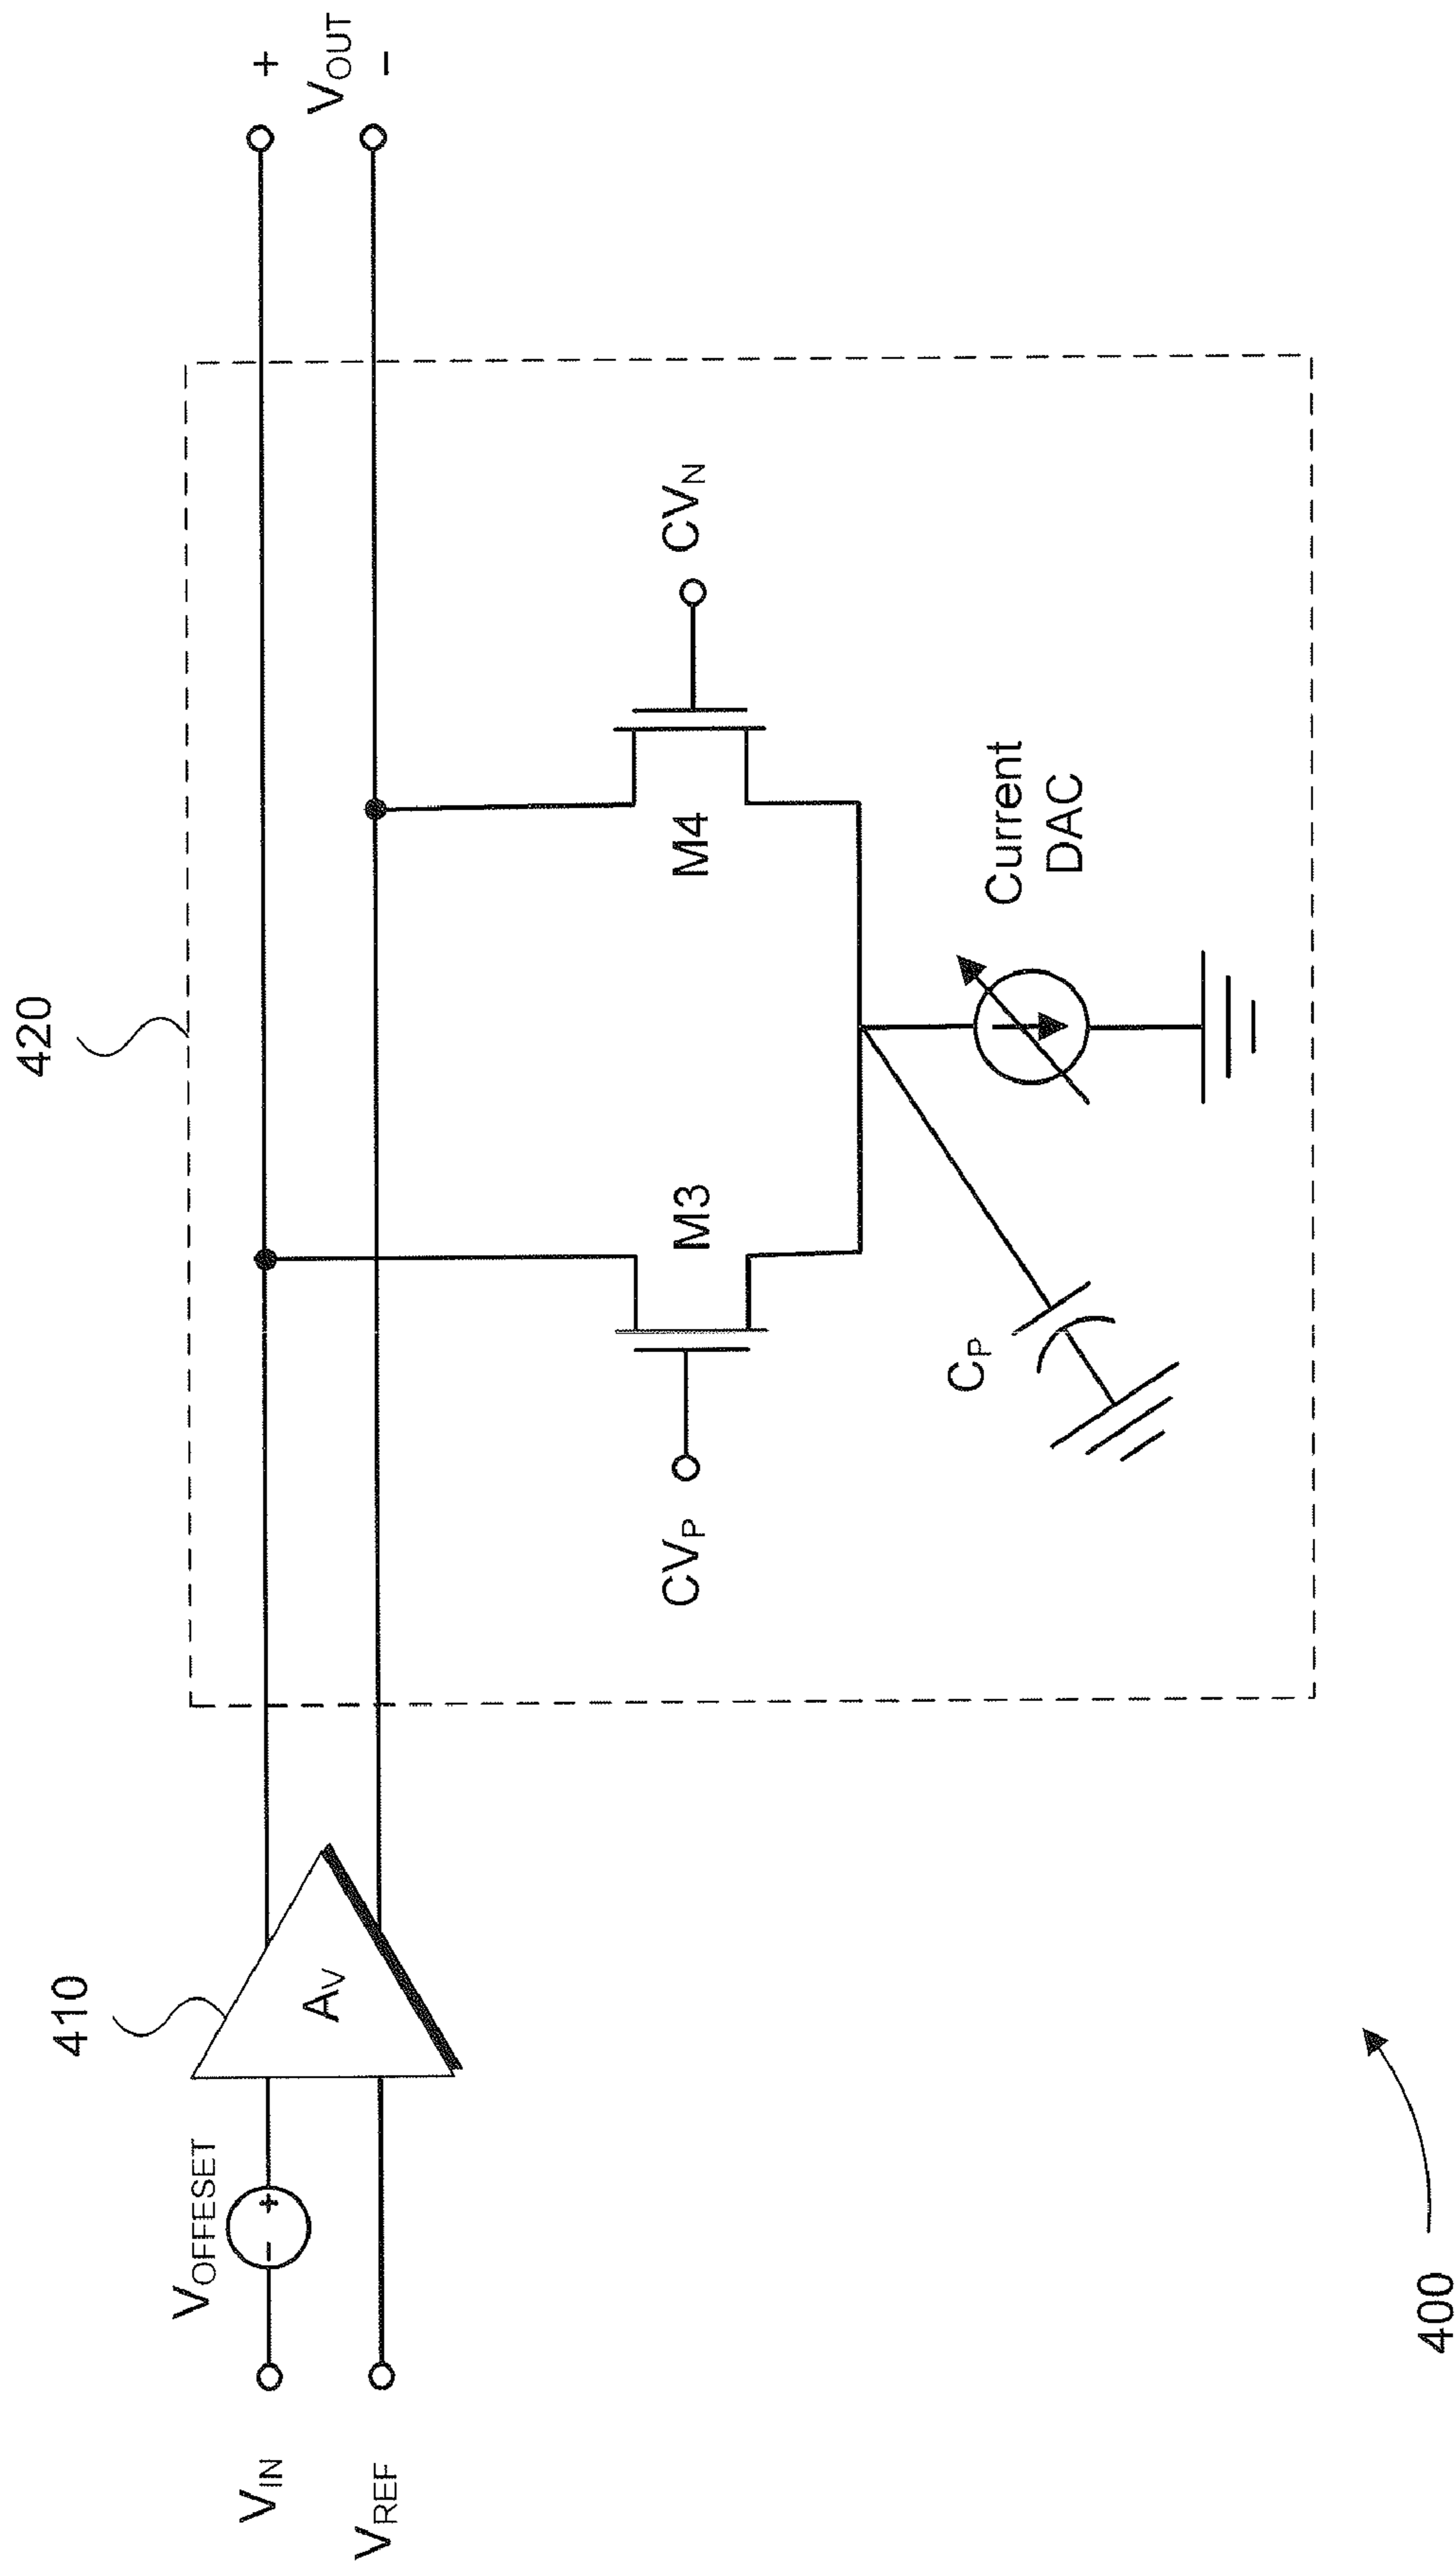 420
410
VOFFESET
VIN
VREF
AV
+
VOUT
−
− +
CVP
M3
M4
CVN
CP
Current
DAC
400